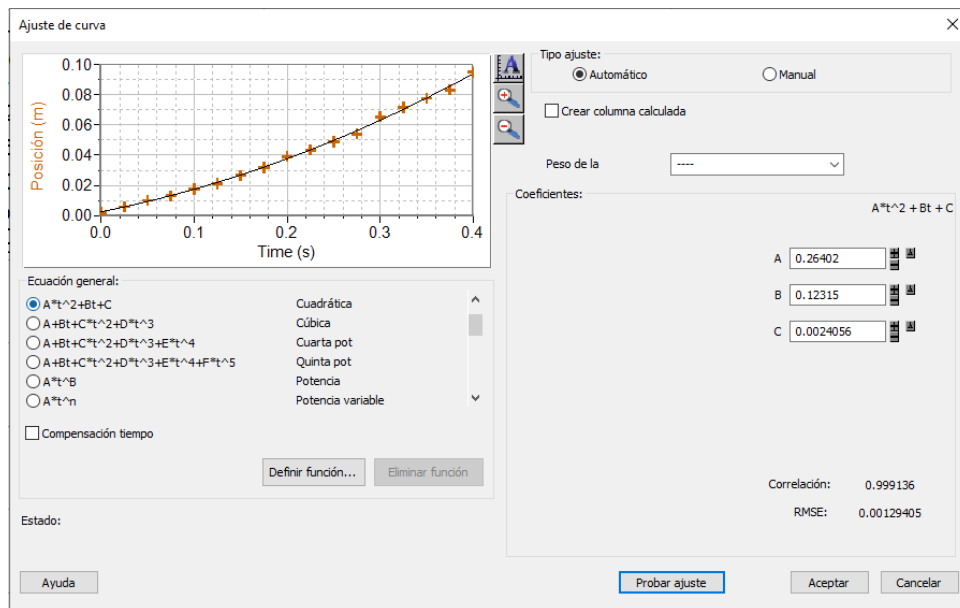 Ajuste de curva
0.10
0.08
0.06
0.04
0.02
0.00
Posición (m)
0.0 0.1 0.2 0.3 0.4
Time (s)
A
Tipo ajuste:
Automático Manual
Crear columna calculada
Peso de la ----
Coeficientes:
A*t^2 + Bt + C
A 0.26402
B 0.12315
C 0.0024056
Correlación: 0.999136
RMSE: 0.00129405
Ecuación general:
A*t^2+Bt+C Cuadrática
A+Bt+C*t^2+D*t^3 Cúbica
A+Bt+C*t^2+D*t^3+E*t^4 Cuarta pot
A+Bt+C*t^2+D*t^3+E*t^4+F*t^5 Quinta pot
A*t^B Potencia
A*t^n Potencia variable
Compensación tiempo
Definir función... Eliminar función
Estado:
Ayuda Probar ajuste Aceptar Cancelar